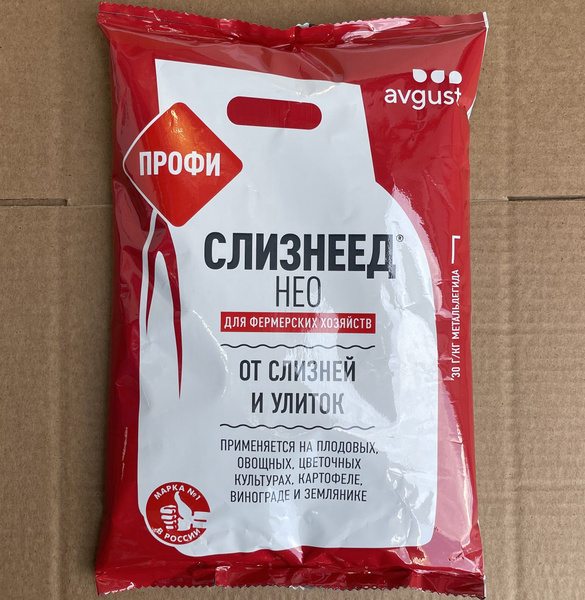 avgust
ПРОФИ
СЛИЗНЕЕД®
НЕО
ДЛЯ ФЕРМЕРСКИХ ХОЗЯЙСТВ
ОТ СЛИЗНЕЙ
И УЛИТОК
ПРИМЕНЯЕТСЯ НА ПЛОДОВЫХ,
ОВОЩНЫХ, ЦВЕТОЧНЫХ
КУЛЬТУРАХ, КАРТОФЕЛЕ,
ВИНОГРАДЕ И ЗЕМЛЯНИКЕ
Г
30 Г/КГ МЕТАЛЬДЕГИДА
МАРКА №1
В РОССИИ